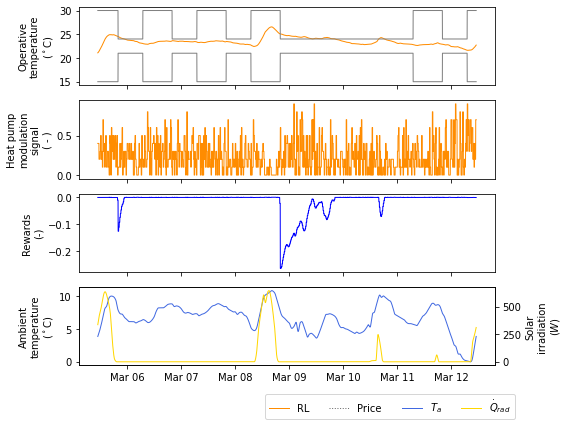 Operative
temperature
(°C)
30
25
20
15
Heat pump
modulation
signal
( - )
0.5
0.0
Rewards
(-)
0.0
−0.1
−0.2
Ambient
temperature
(°C)
10
5
0
500
250
0
Solar
irradiation
(W)
Mar 06 Mar 07 Mar 08 Mar 09 Mar 10 Mar 11 Mar 12
RL Price T_a Q̇_rad